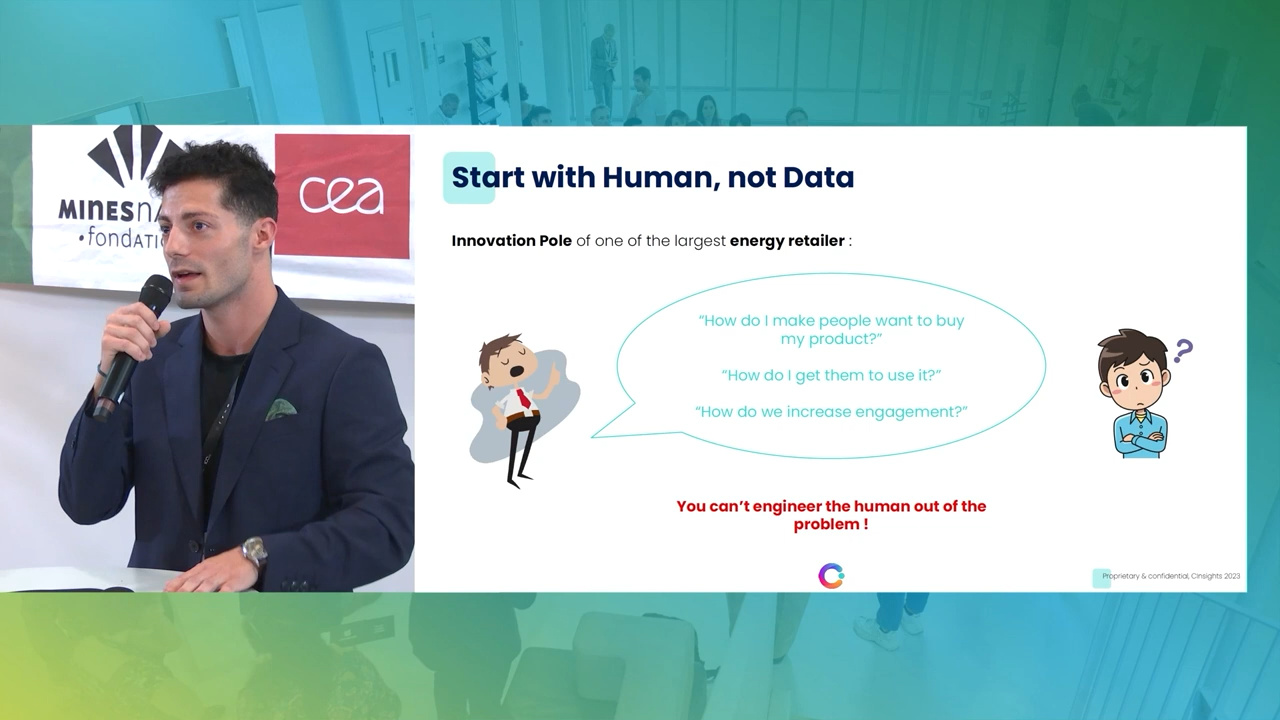 MINES NA
•fondATI
cea
Start with Human, not Data
Innovation Pole of one of the largest energy retailer :
“How do I make people want to buy
my product?”
“How do I get them to use it?”
“How do we increase engagement?”
?
You can’t engineer the human out of the
problem !
Proprietary & confidential, CInsights 2023